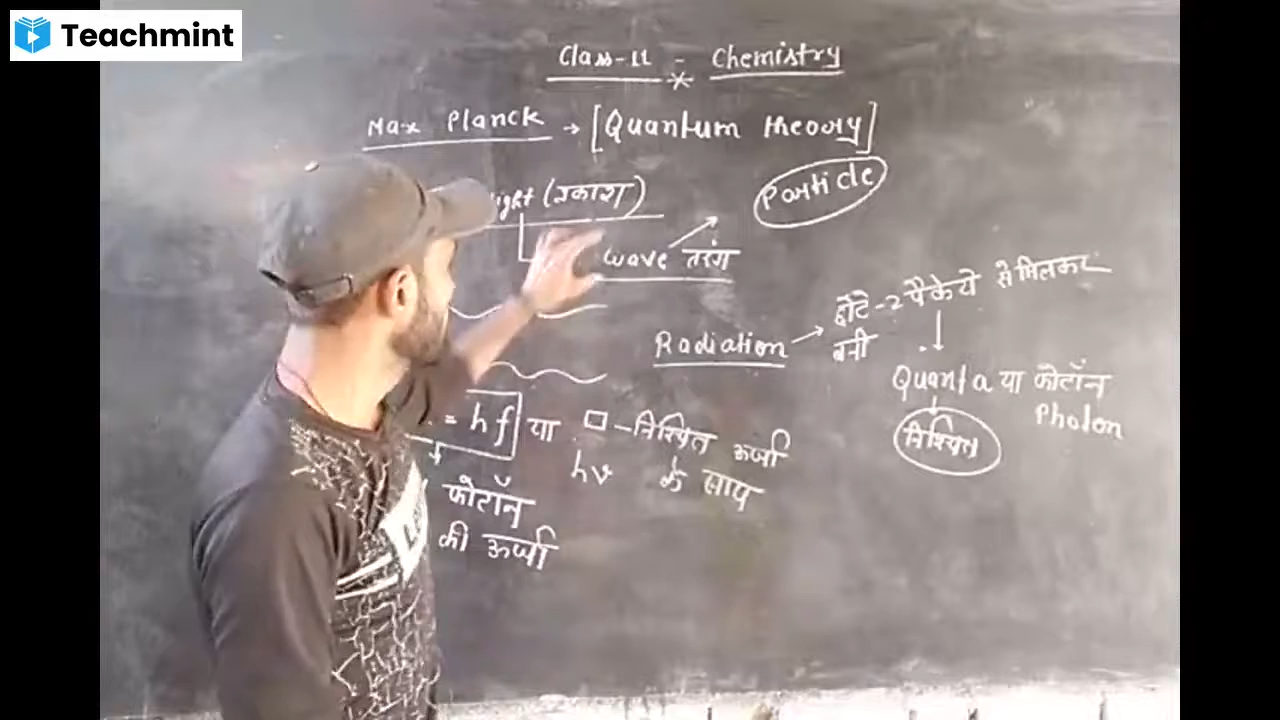 Teachmint
Class-11 - Chemistry
Max Planck → [Quantum theory]
ight (प्रकाश)
Particle
wave तरंग
Radiation → छोटे-2 पैकेटो से मिलकर
बनी
Quanta या फोटॉन
Photon
निश्चित
= hf या □ - निश्चित ऊर्जा
hν के साथ
फोटॉन
की ऊर्जा